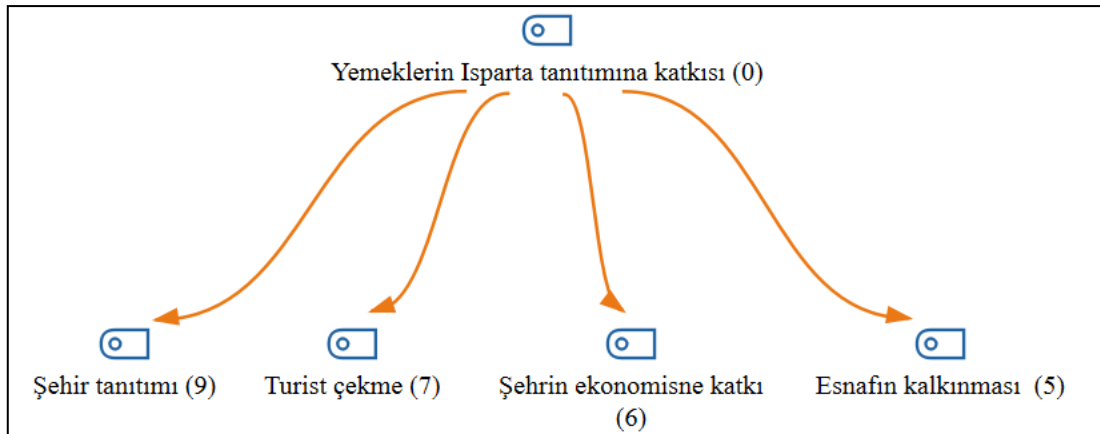 Yemeklerin Isparta tanıtımına katkısı (0)
Şehir tanıtımı (9)
Turist çekme (7)
Şehrin ekonomisne katkı
(6)
Esnafın kalkınması (5)